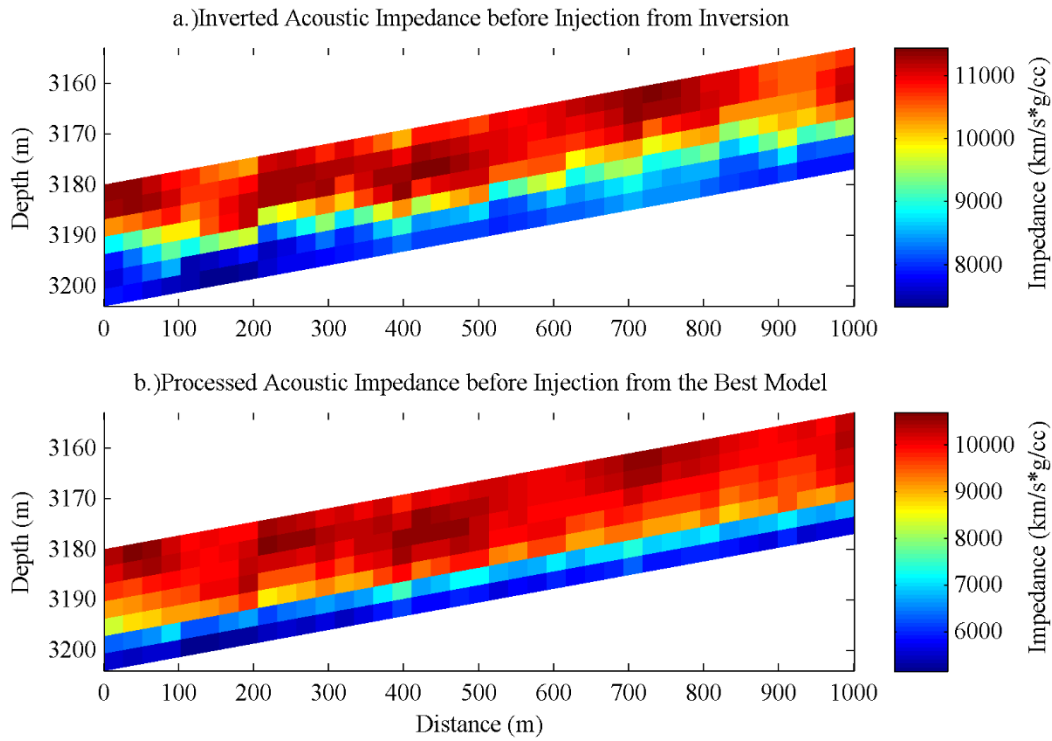 a.)Inverted Acoustic Impedance before Injection from Inversion
3160
3170
3180
3190
3200
Depth (m)
0 100 200 300 400 500 600 700 800 900 1000
11000
10000
9000
8000
Impedance (km/s*g/cc)
b.)Processed Acoustic Impedance before Injection from the Best Model
3160
3170
3180
3190
3200
Depth (m)
0 100 200 300 400 500 600 700 800 900 1000
Distance (m)
10000
9000
8000
7000
6000
Impedance (km/s*g/cc)